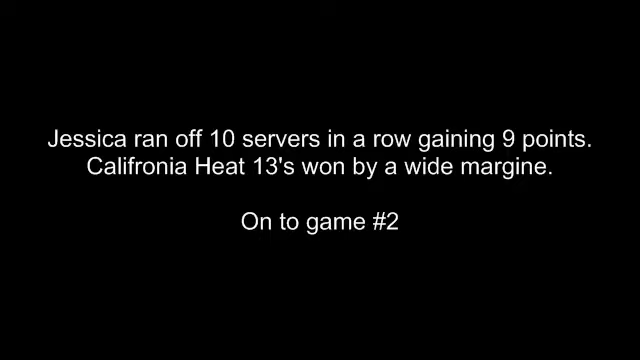 Jessica ran off 10 servers in a row gaining 9 points.
Califronia Heat 13's won by a wide margine.
On to game #2